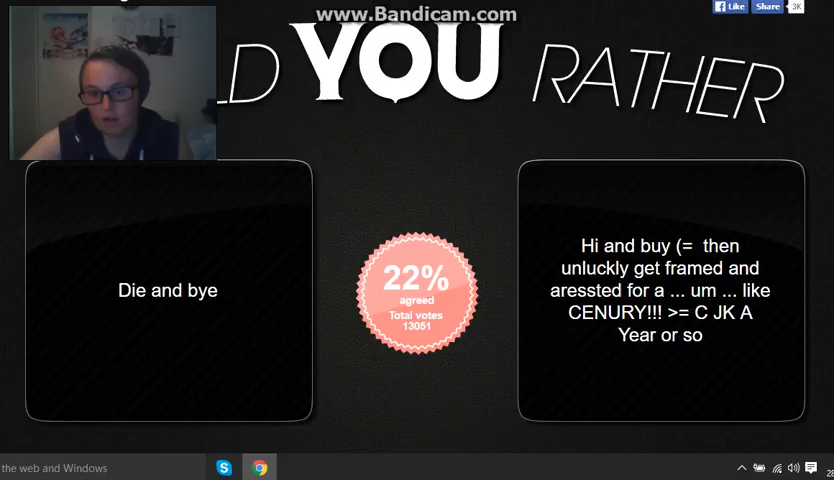 www.Bandicam.com
Like Share 3K
LD YOU RATHER
Die and bye
22%
agreed
Total votes
13051
Hi and buy (= then
unluckly get framed and
aressted for a ... um ... like
CENURY!!! >= C JK A
Year or so
the web and Windows
28